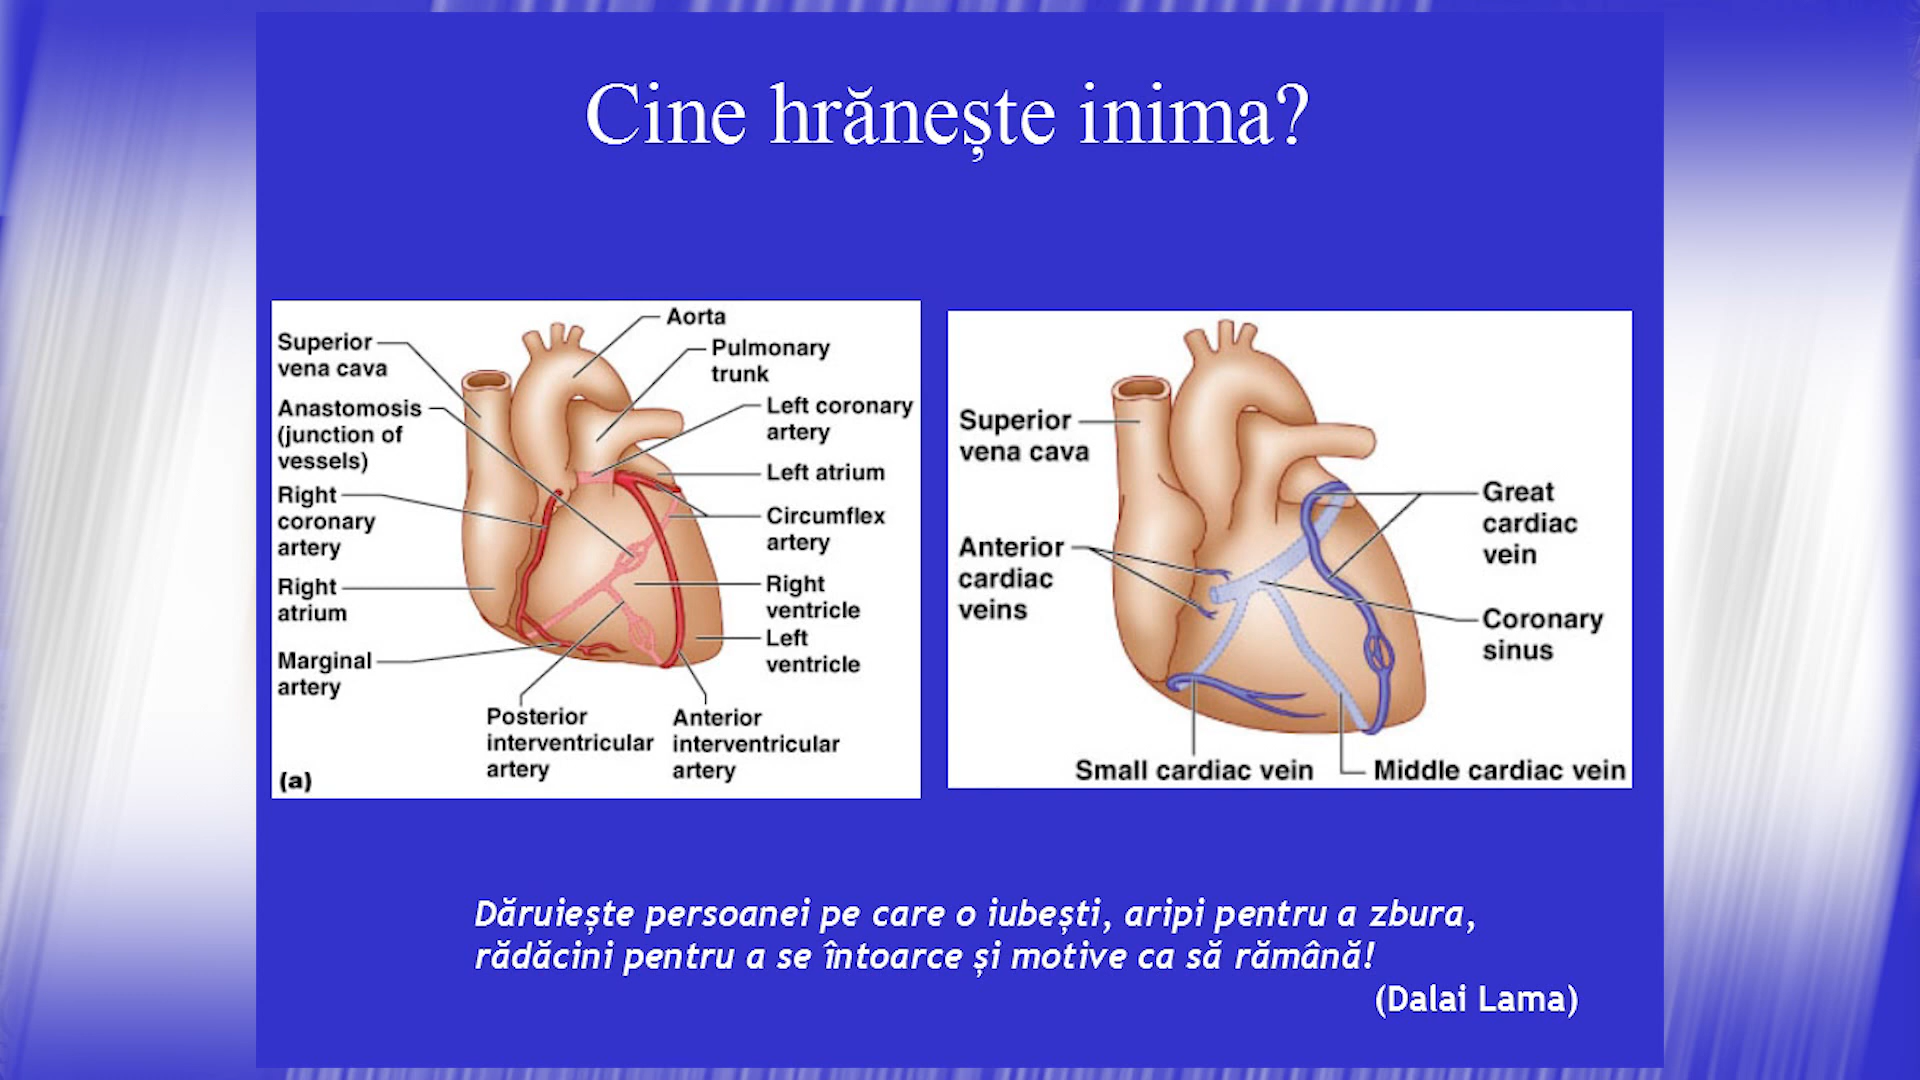 Cine hrănește inima?
Aorta
Superior
vena cava
Pulmonary
trunk
Anastomosis
(junction of
vessels)
Left coronary
artery
Left atrium
Right
coronary
artery
Circumflex
artery
Right
atrium
Right
ventricle
Left
ventricle
Marginal
artery
Posterior
interventricular
artery
Anterior
interventricular
artery
(a)
Superior
vena cava
Great
cardiac
vein
Anterior
cardiac
veins
Coronary
sinus
Small cardiac vein
Middle cardiac vein
Dăruiește persoanei pe care o iubești, aripi pentru a zbura,
rădăcini pentru a se întoarce și motive ca să rămână!
(Dalai Lama)